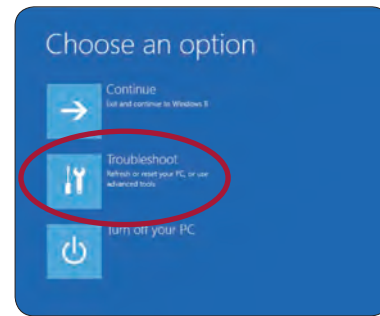 Choose an option
Continue
Exit and continue to Windows 8
Troubleshoot
Refresh or reset your PC, or use
advanced tools
Turn off your PC